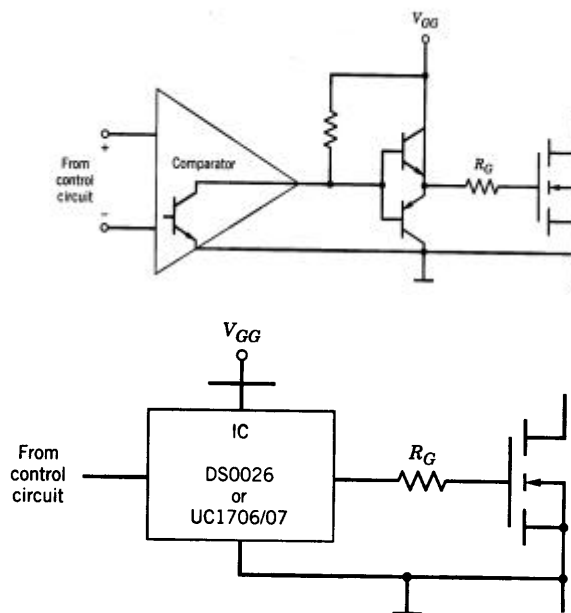 V_GG
From
control
circuit
+
−
Comparator
R_G
V_GG
From
control
circuit
IC
DS0026
or
UC1706/07
R_G